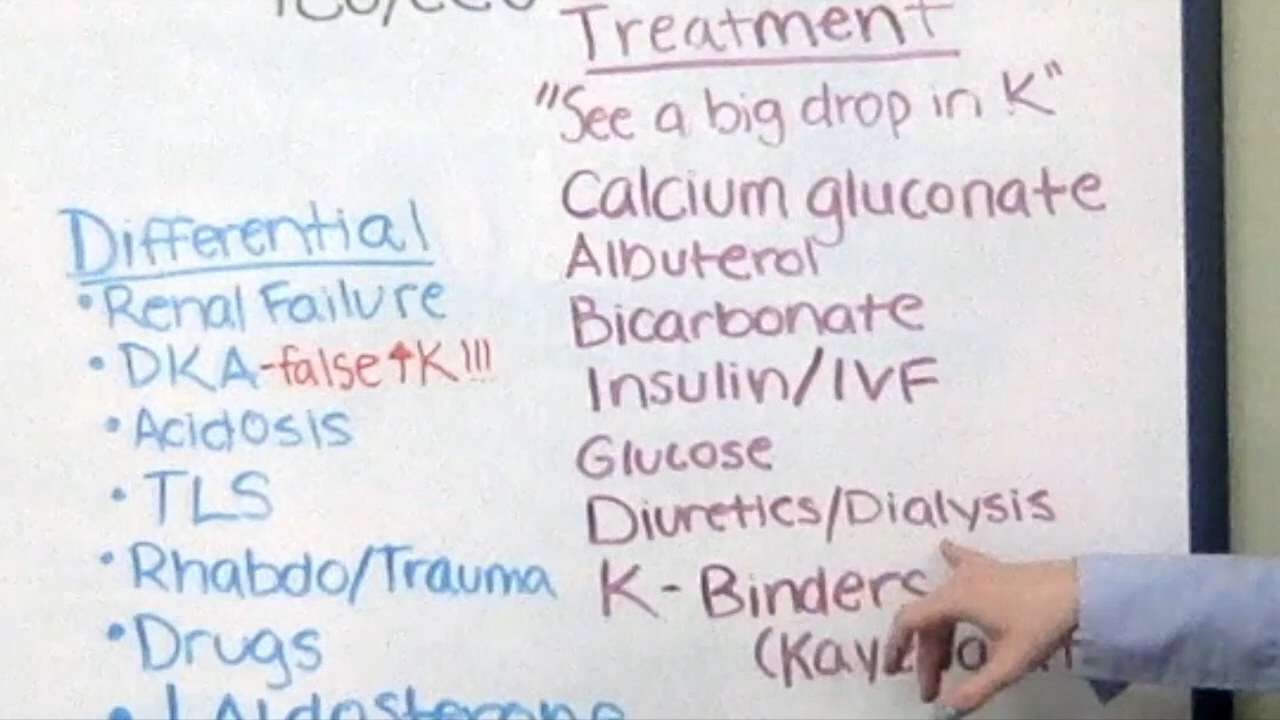 Treatment
"See a big drop in K"
Calcium gluconate
Albuterol
Bicarbonate
Insulin/IVF
Glucose
Diuretics/Dialysis
K-Binders
Differential
•Renal Failure
•DKA-false↑K!!!
•Acidosis
•TLS
•Rhabdo/Trauma
•Drugs
Aldosterone